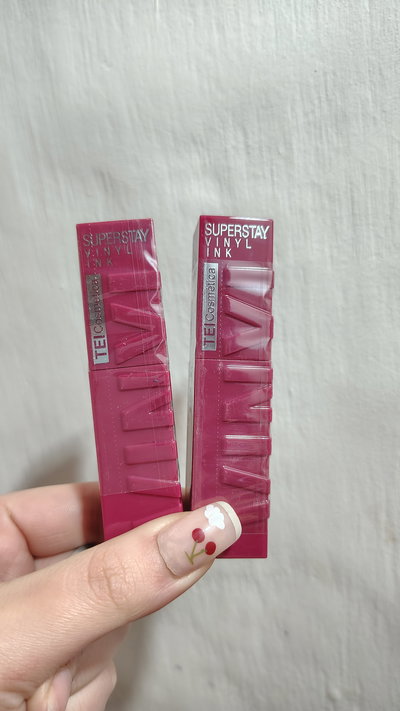 SUPERSTAY
VINYL
INK
TEI Cosmetica
SUPERSTAY
VINYL
INK
TEI Cosmetica